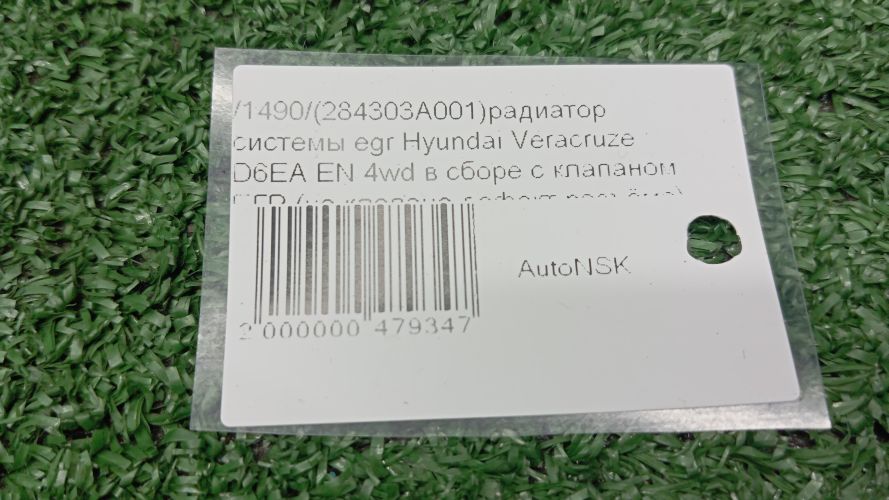 /1490/(284303A001)радиатор
системы egr Hyundai Veracruze
D6EA EN 4wd в сборе с клапаном
AutoNSK
2 000000 479347